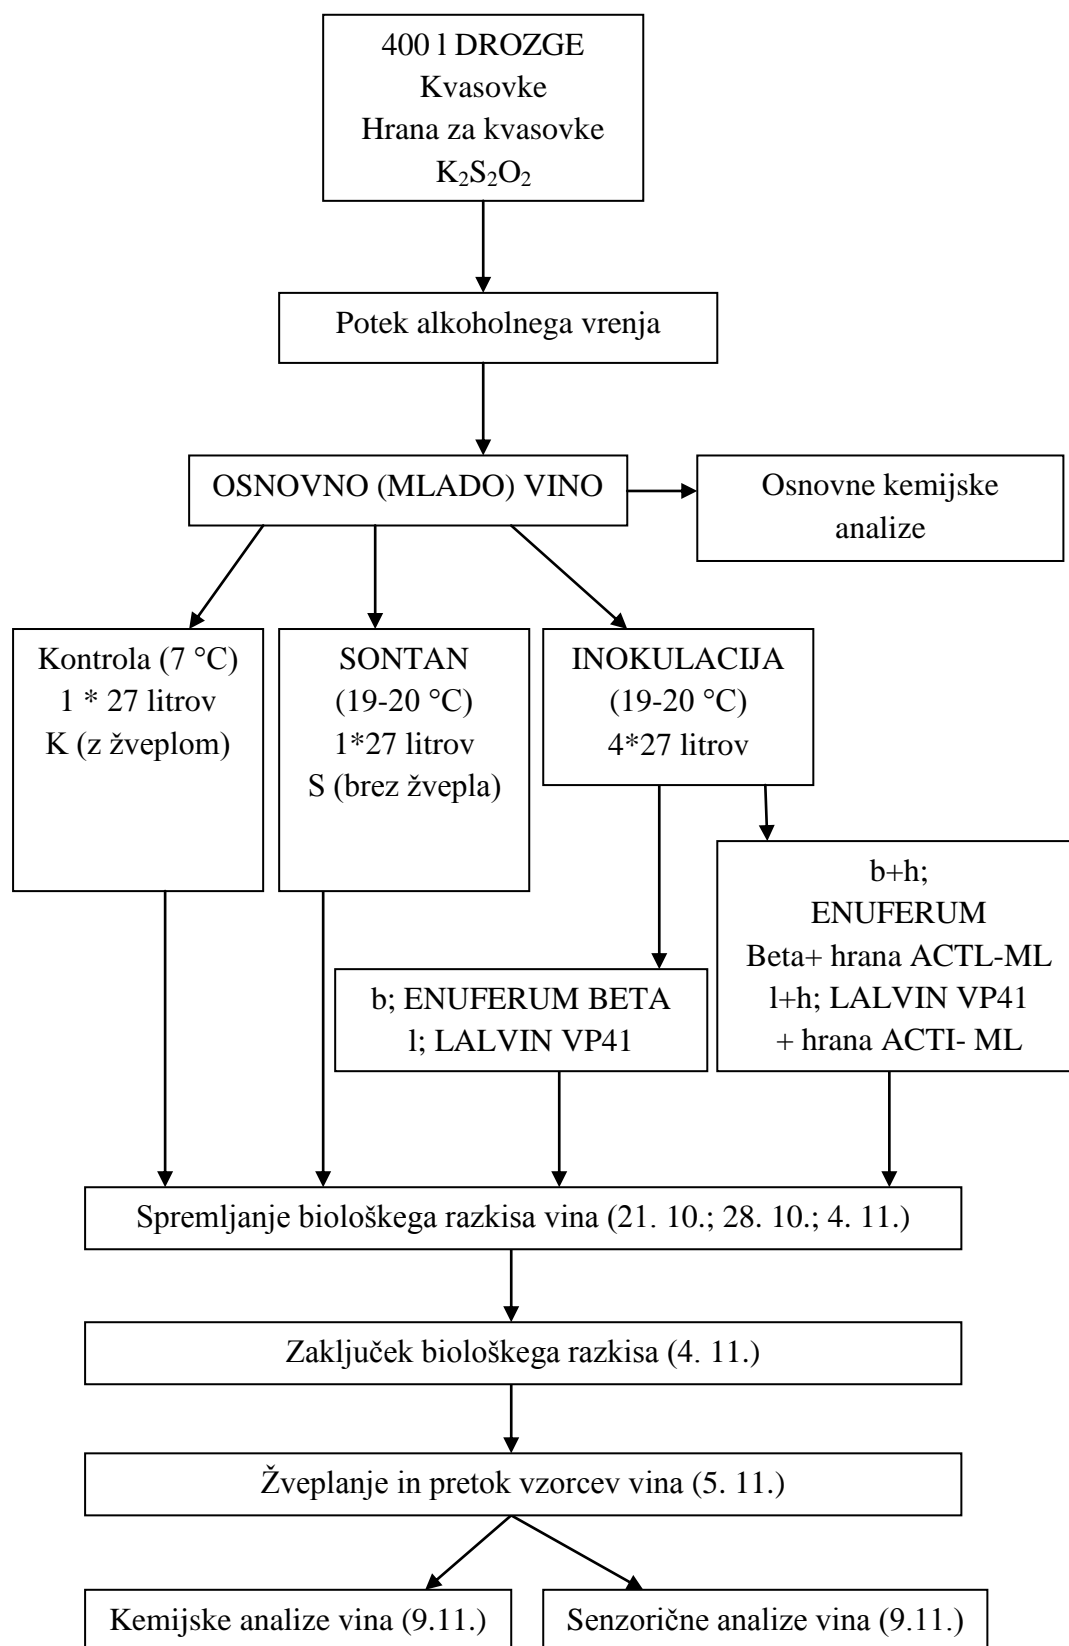 400 l DROZGE
Kvasovke
Hrana za kvasovke
K₂S₂O₂
Potek alkoholnega vrenja
OSNOVNO (MLADO) VINO
Osnovne kemijske
analize
Kontrola (7 °C)
1 * 27 litrov
K (z žveplom)
SONTAN
(19-20 °C)
1*27 litrov
S (brez žvepla)
INOKULACIJA
(19-20 °C)
4*27 litrov
b; ENUFERUM BETA
l; LALVIN VP41
b+h;
ENUFERUM
Beta+ hrana ACTL-ML
l+h; LALVIN VP41
+ hrana ACTI- ML
Spremljanje biološkega razkisa vina (21. 10.; 28. 10.; 4. 11.)
Zaključek biološkega razkisa (4. 11.)
Žveplanje in pretok vzorcev vina (5. 11.)
Kemijske analize vina (9.11.)
Senzorične analize vina (9.11.)